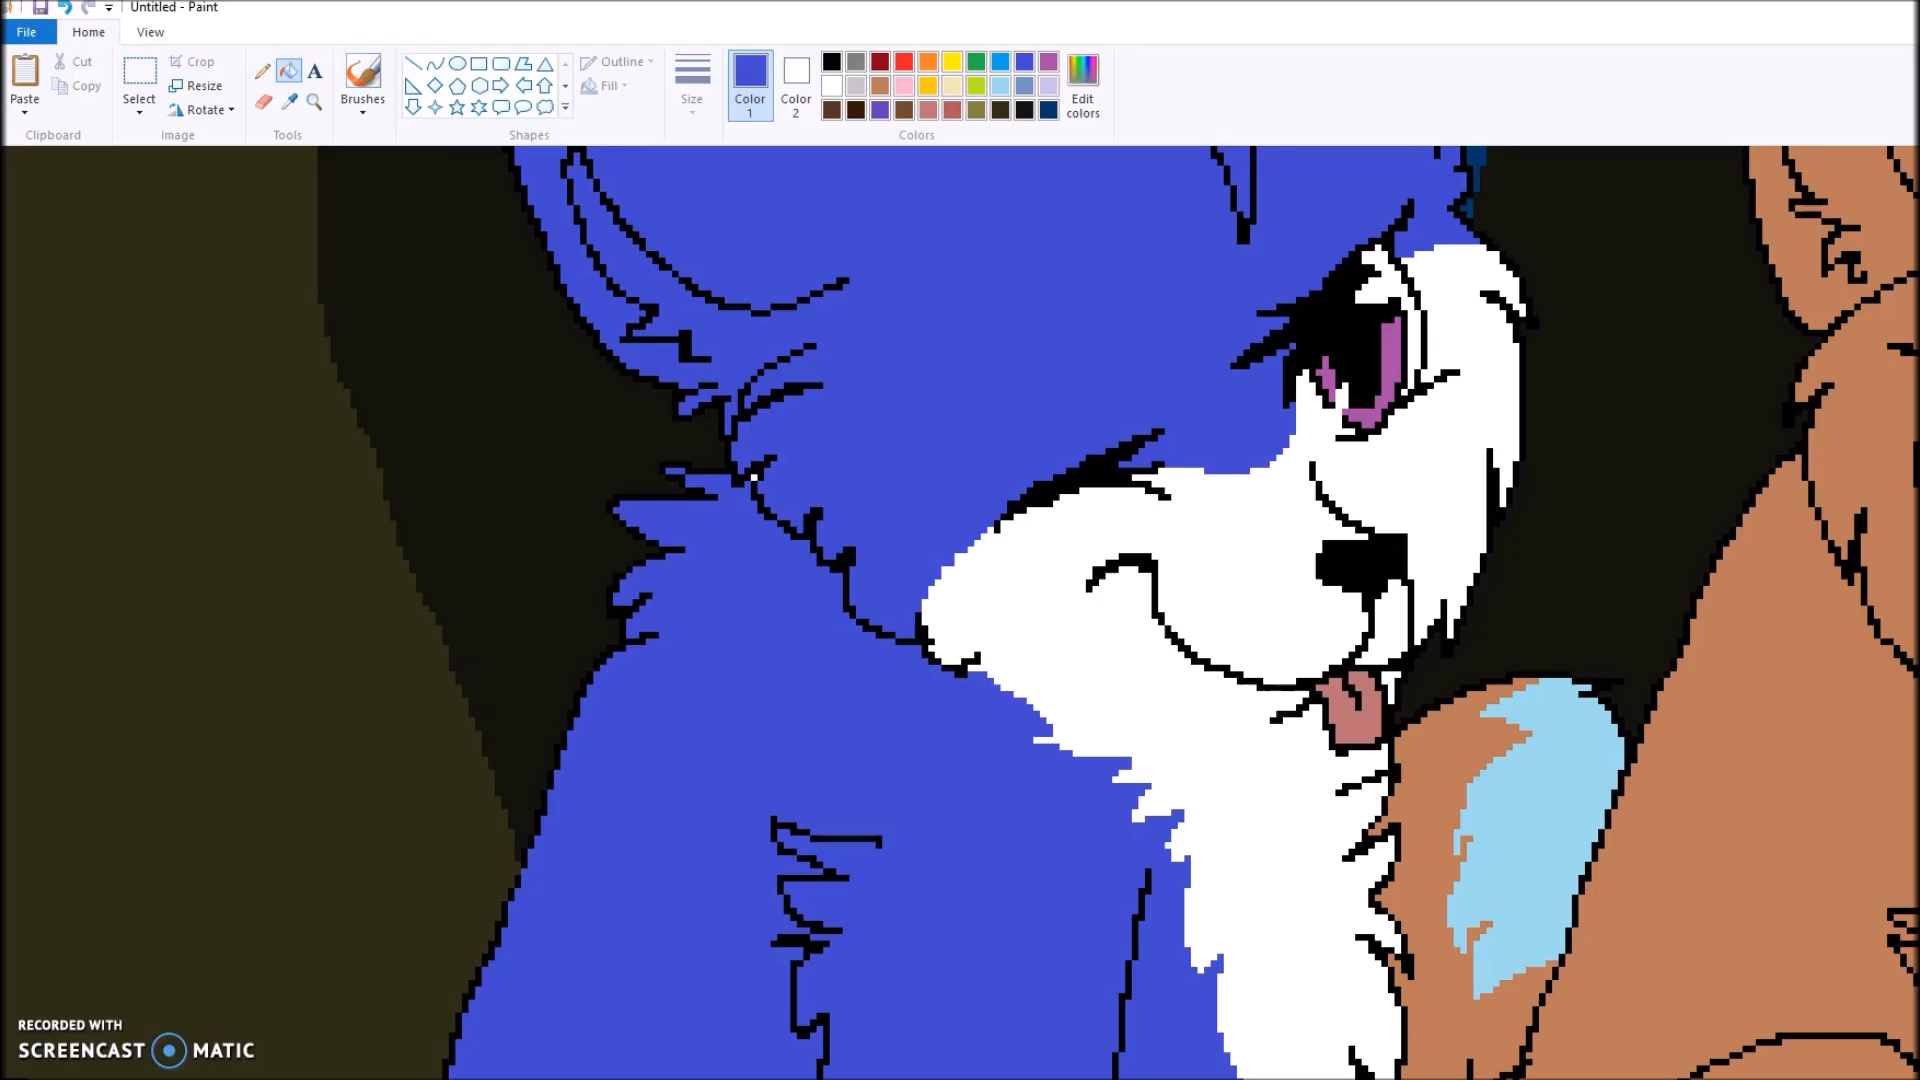 Untitled - Paint
File Home View
Paste
Cut
Copy
Clipboard
Select
Crop
Resize
Rotate
Image
A
Tools
Brushes
Shapes
Outline
Fill
Size
Color 1
Color 2
Edit colors
Colors
RECORDED WITH
SCREENCAST MATIC